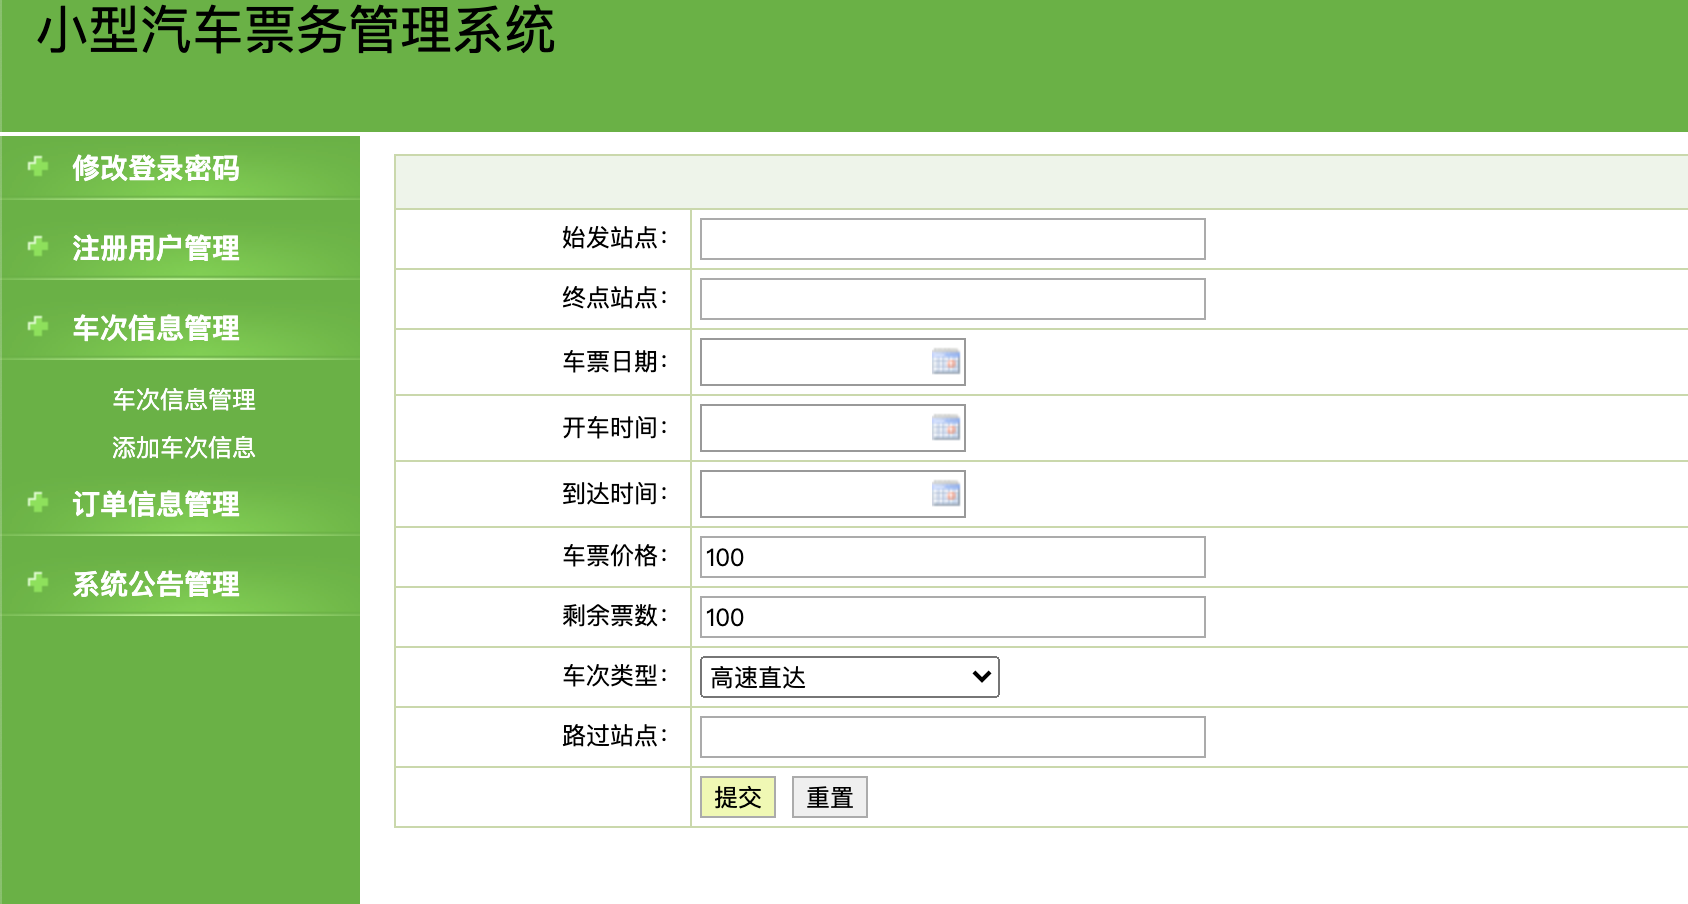 小型汽车票务管理系统
修改登录密码
注册用户管理
车次信息管理
车次信息管理
添加车次信息
订单信息管理
系统公告管理
始发站点：
终点站点：
车票日期：
开车时间：
到达时间：
车票价格： 100
剩余票数： 100
车次类型： 高速直达
路过站点：
提交 重置